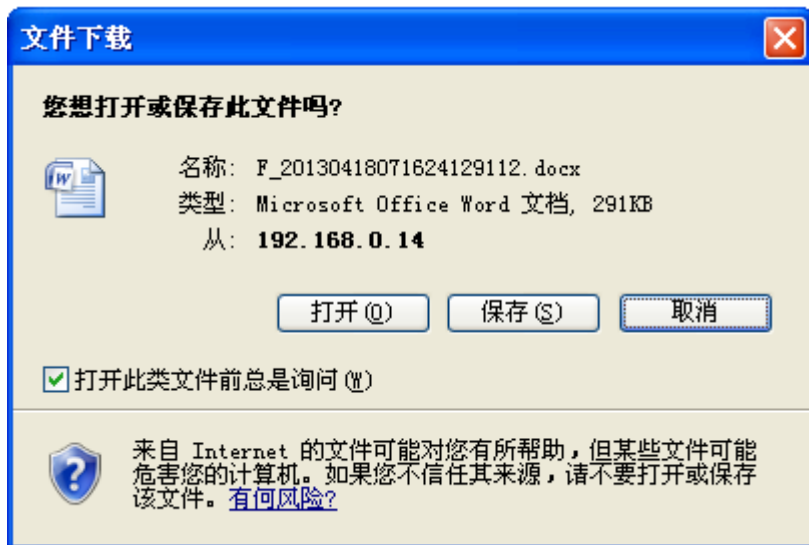 文件下载
您想打开或保存此文件吗?
名称: F_20130418071624129112.docx
类型: Microsoft Office Word 文档, 291KB
从: 192.168.0.14
打开(O) 保存(S) 取消
打开此类文件前总是询问(W)
来自 Internet 的文件可能对您有所帮助，但某些文件可能
危害您的计算机。如果您不信任其来源，请不要打开或保存
该文件。有何风险?